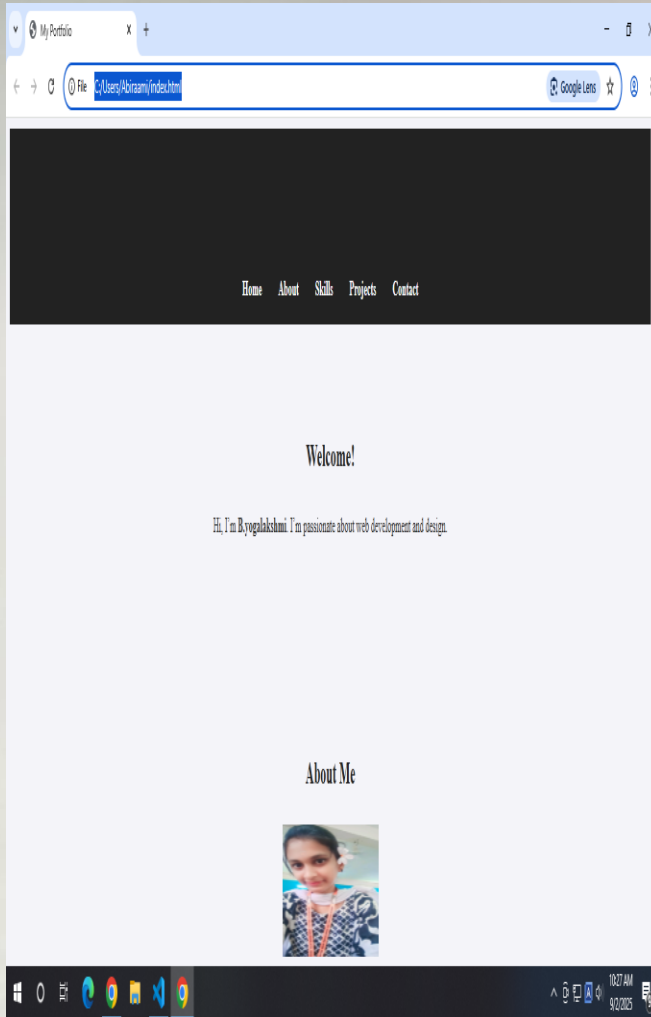 My Portfolio
File C:/Users/Abiraami/index.html Google Lens
Home About Skills Projects Contact
Welcome!
Hi, I'm B.yogalakshmi. I'm passionate about web development and design.
About Me
10:27 AM
9/2/2025